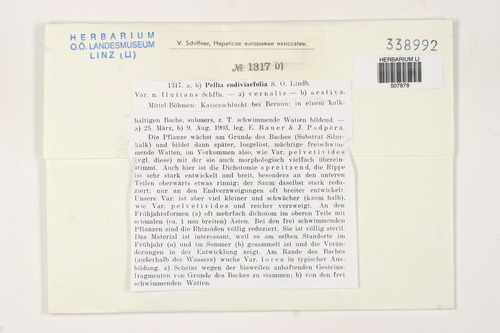 HERBARIUM
O.Ö. LANDESMUSEUM
LINZ (LI)
V. Schiffner, Hepaticae europaeae exsiccatae.
№ 1317 b)
338992
HERBARIUM LI
507878
1317. a, b) Pellia endiviaefolia S. O. Lindb.
Var. n. fluitans Schffn. — a) vernalis — b) aestiva.
Mittel-Böhmen: Kaiserschlucht bei Beraun; in einem kalk-
haltigen Bache, submers, z. T. schwimmende Watten bildend. —
a) 25. März, b) 9. Aug. 1903, leg. E. Bauer & J. Podpěra.
Die Pflanze wächst am Grunde des Baches (Substrat Silur-
kalk) und bildet dann später, losgelöst, mächtige freischwim-
mende Watten, im Vorkommen also, wie Var. pelvetivides
(vgl. diese) mit der sie auch morphologisch vielfach überein-
stimmt. Auch hier ist die Dichotomie spreitzend, die Rippe
ist sehr stark entwickelt und breit, besonders an den unteren
Teilen oberwärts etwas rinnig; der Saum daselbst stark redu-
ziert; nur an den Endverzweigungen oft breiter entwickelt.
Unsere Var. ist aber viel kleiner und schwächer (kaum halb),
wie Var. pelvetivides und reicher verzweigt. An den
Frühjahrsformen (a) oft mehrfach dichotom im oberen Teile mit
schmalen (ca. 1 mm breiten) Ästen. Bei den frei schwimmenden
Pflanzen sind die Rhizoiden völlig reduziert. Sie ist völlig steril.
Das Material ist interessant, weil es am selben Standorte im
Frühjahr (a) und im Sommer (b) gesammelt ist und die Verän-
derungen in der Entwicklung zeigt. Am Rande des Baches
(außerhalb des Wassers) wuchs Var. lorea in typischer Aus-
bildung. a) Scheint wegen der bisweilen anhaftenden Gesteins-
fragmenten von Grunde des Baches zu stammen; b) von den frei
schwimmenden Watten.